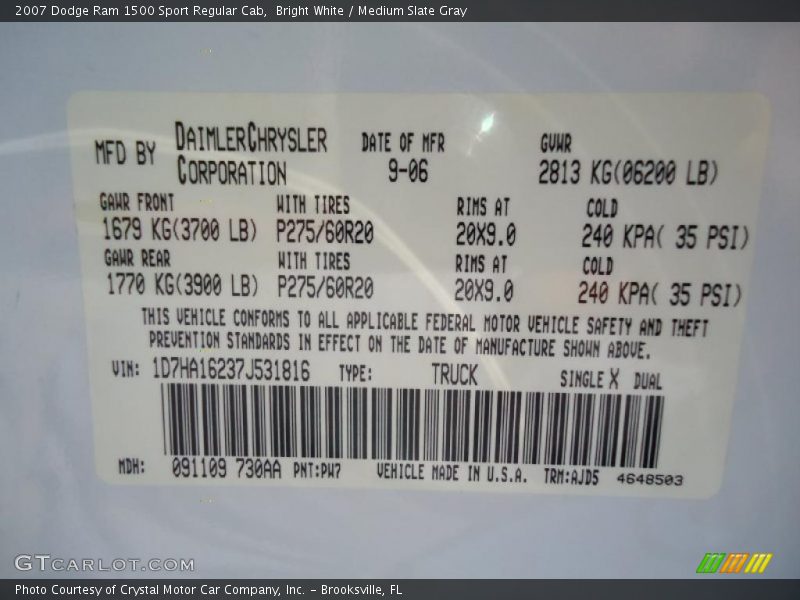 2007 Dodge Ram 1500 Sport Regular Cab,  Bright White / Medium Slate Gray
MFD BY DAIMLERCHRYSLER CORPORATION DATE OF MFR 9-06 GVWR 2813 KG(06200 LB)
GAWR FRONT WITH TIRES RIMS AT COLD
1679 KG(3700 LB) P275/60R20 20X9.0 240 KPA( 35 PSI)
GAWR REAR WITH TIRES RIMS AT COLD
1770 KG(3900 LB) P275/60R20 20X9.0 240 KPA( 35 PSI)
THIS VEHICLE CONFORMS TO ALL APPLICABLE FEDERAL MOTOR VEHICLE SAFETY AND THEFT
PREVENTION STANDARDS IN EFFECT ON THE DATE OF MANUFACTURE SHOWN ABOVE.
VIN: 1D7HA16237J531816 TYPE: TRUCK SINGLE X DUAL
MDH: 091109 730AA PNT:PW7 VEHICLE MADE IN U.S.A. TRM:AJD5 4648503
GTCARLOT.COM
Photo Courtesy of Crystal Motor Car Company, Inc. – Brooksville, FL